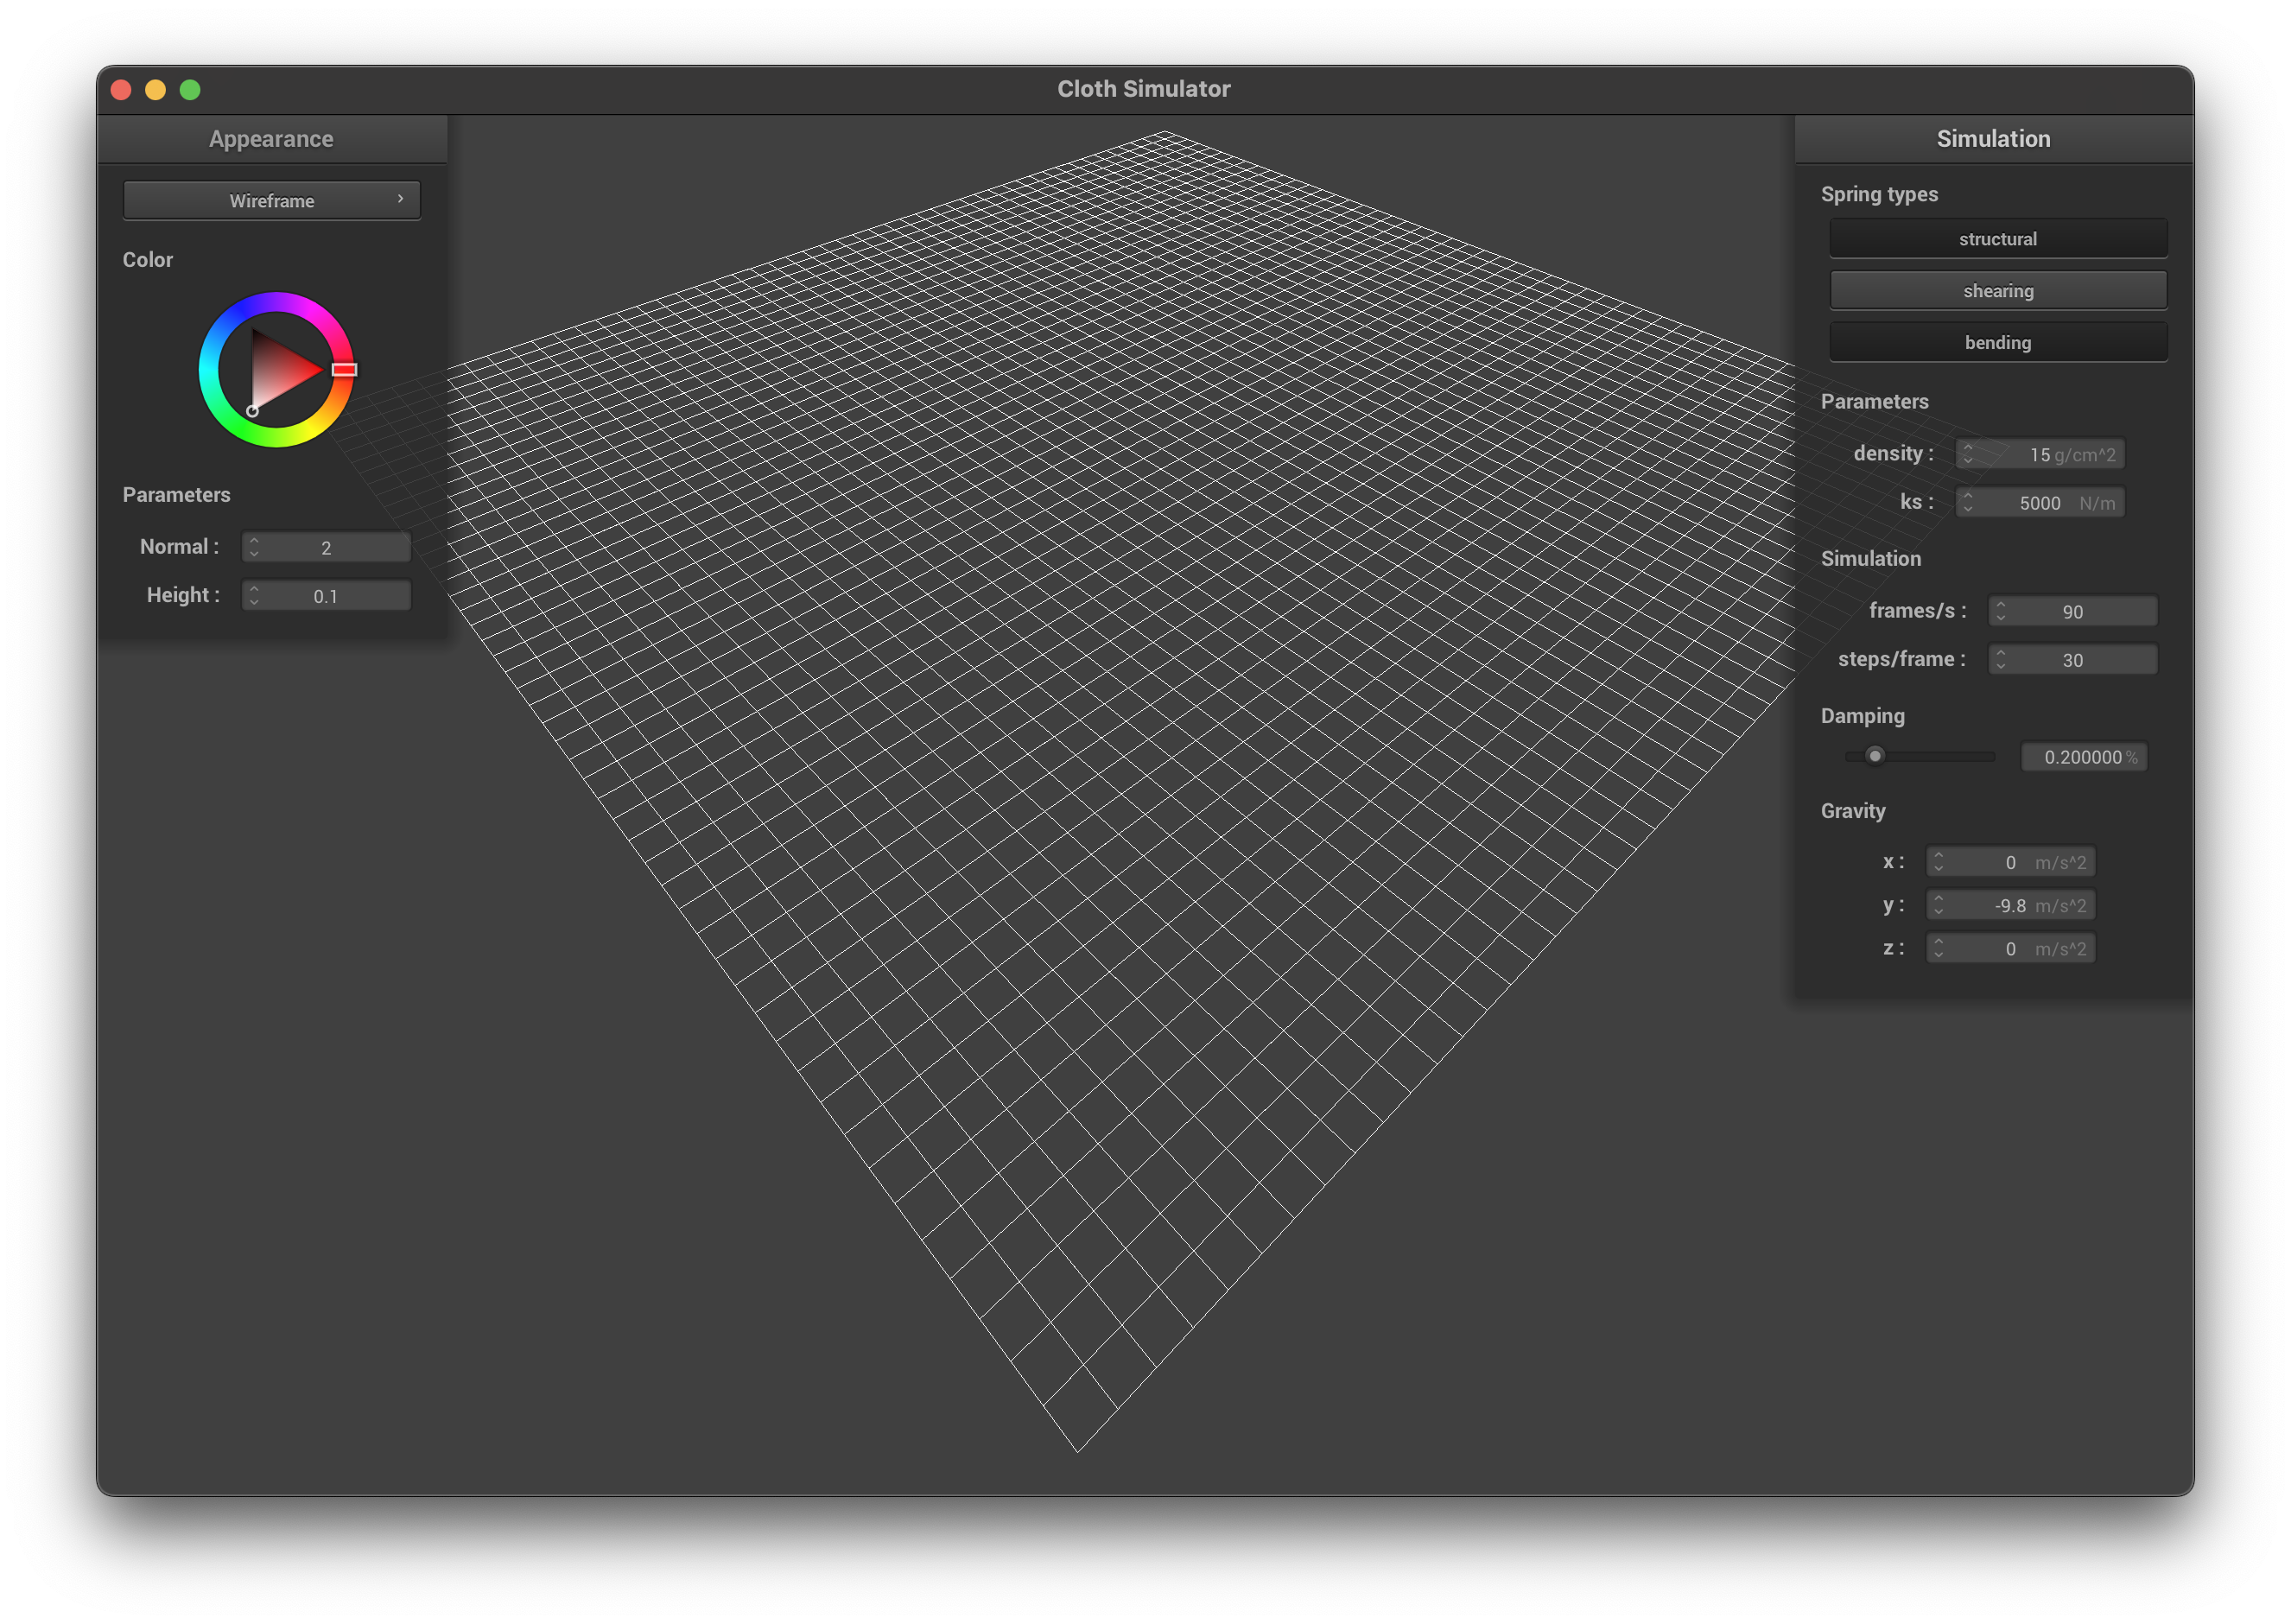 Cloth Simulator
Appearance
Wireframe
Color
Parameters
Normal : 2
Height : 0.1
Simulation
Spring types
structural
shearing
bending
Parameters
density : 15 g/cm^2
ks : 5000 N/m
Simulation
frames/s : 90
steps/frame : 30
Damping
0.200000 %
Gravity
x : 0 m/s^2
y : -9.8 m/s^2
z : 0 m/s^2